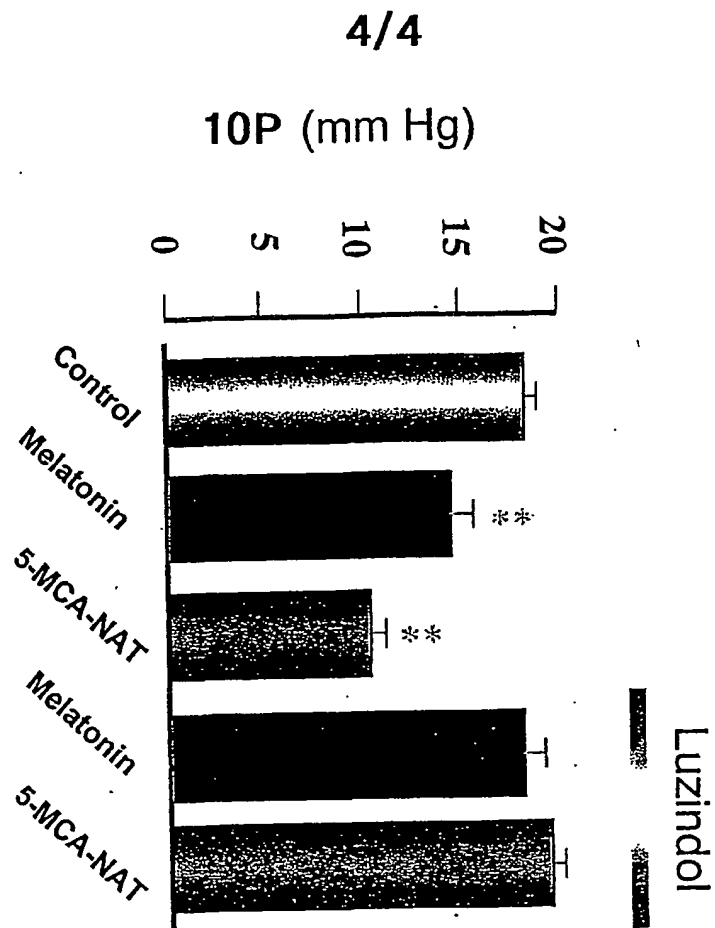 4/4
10P (mm Hg)
0
5
10
15
20
Control
Melatonin
5-MCA-NAT
Melatonin
5-MCA-NAT
**
**
Luzindol